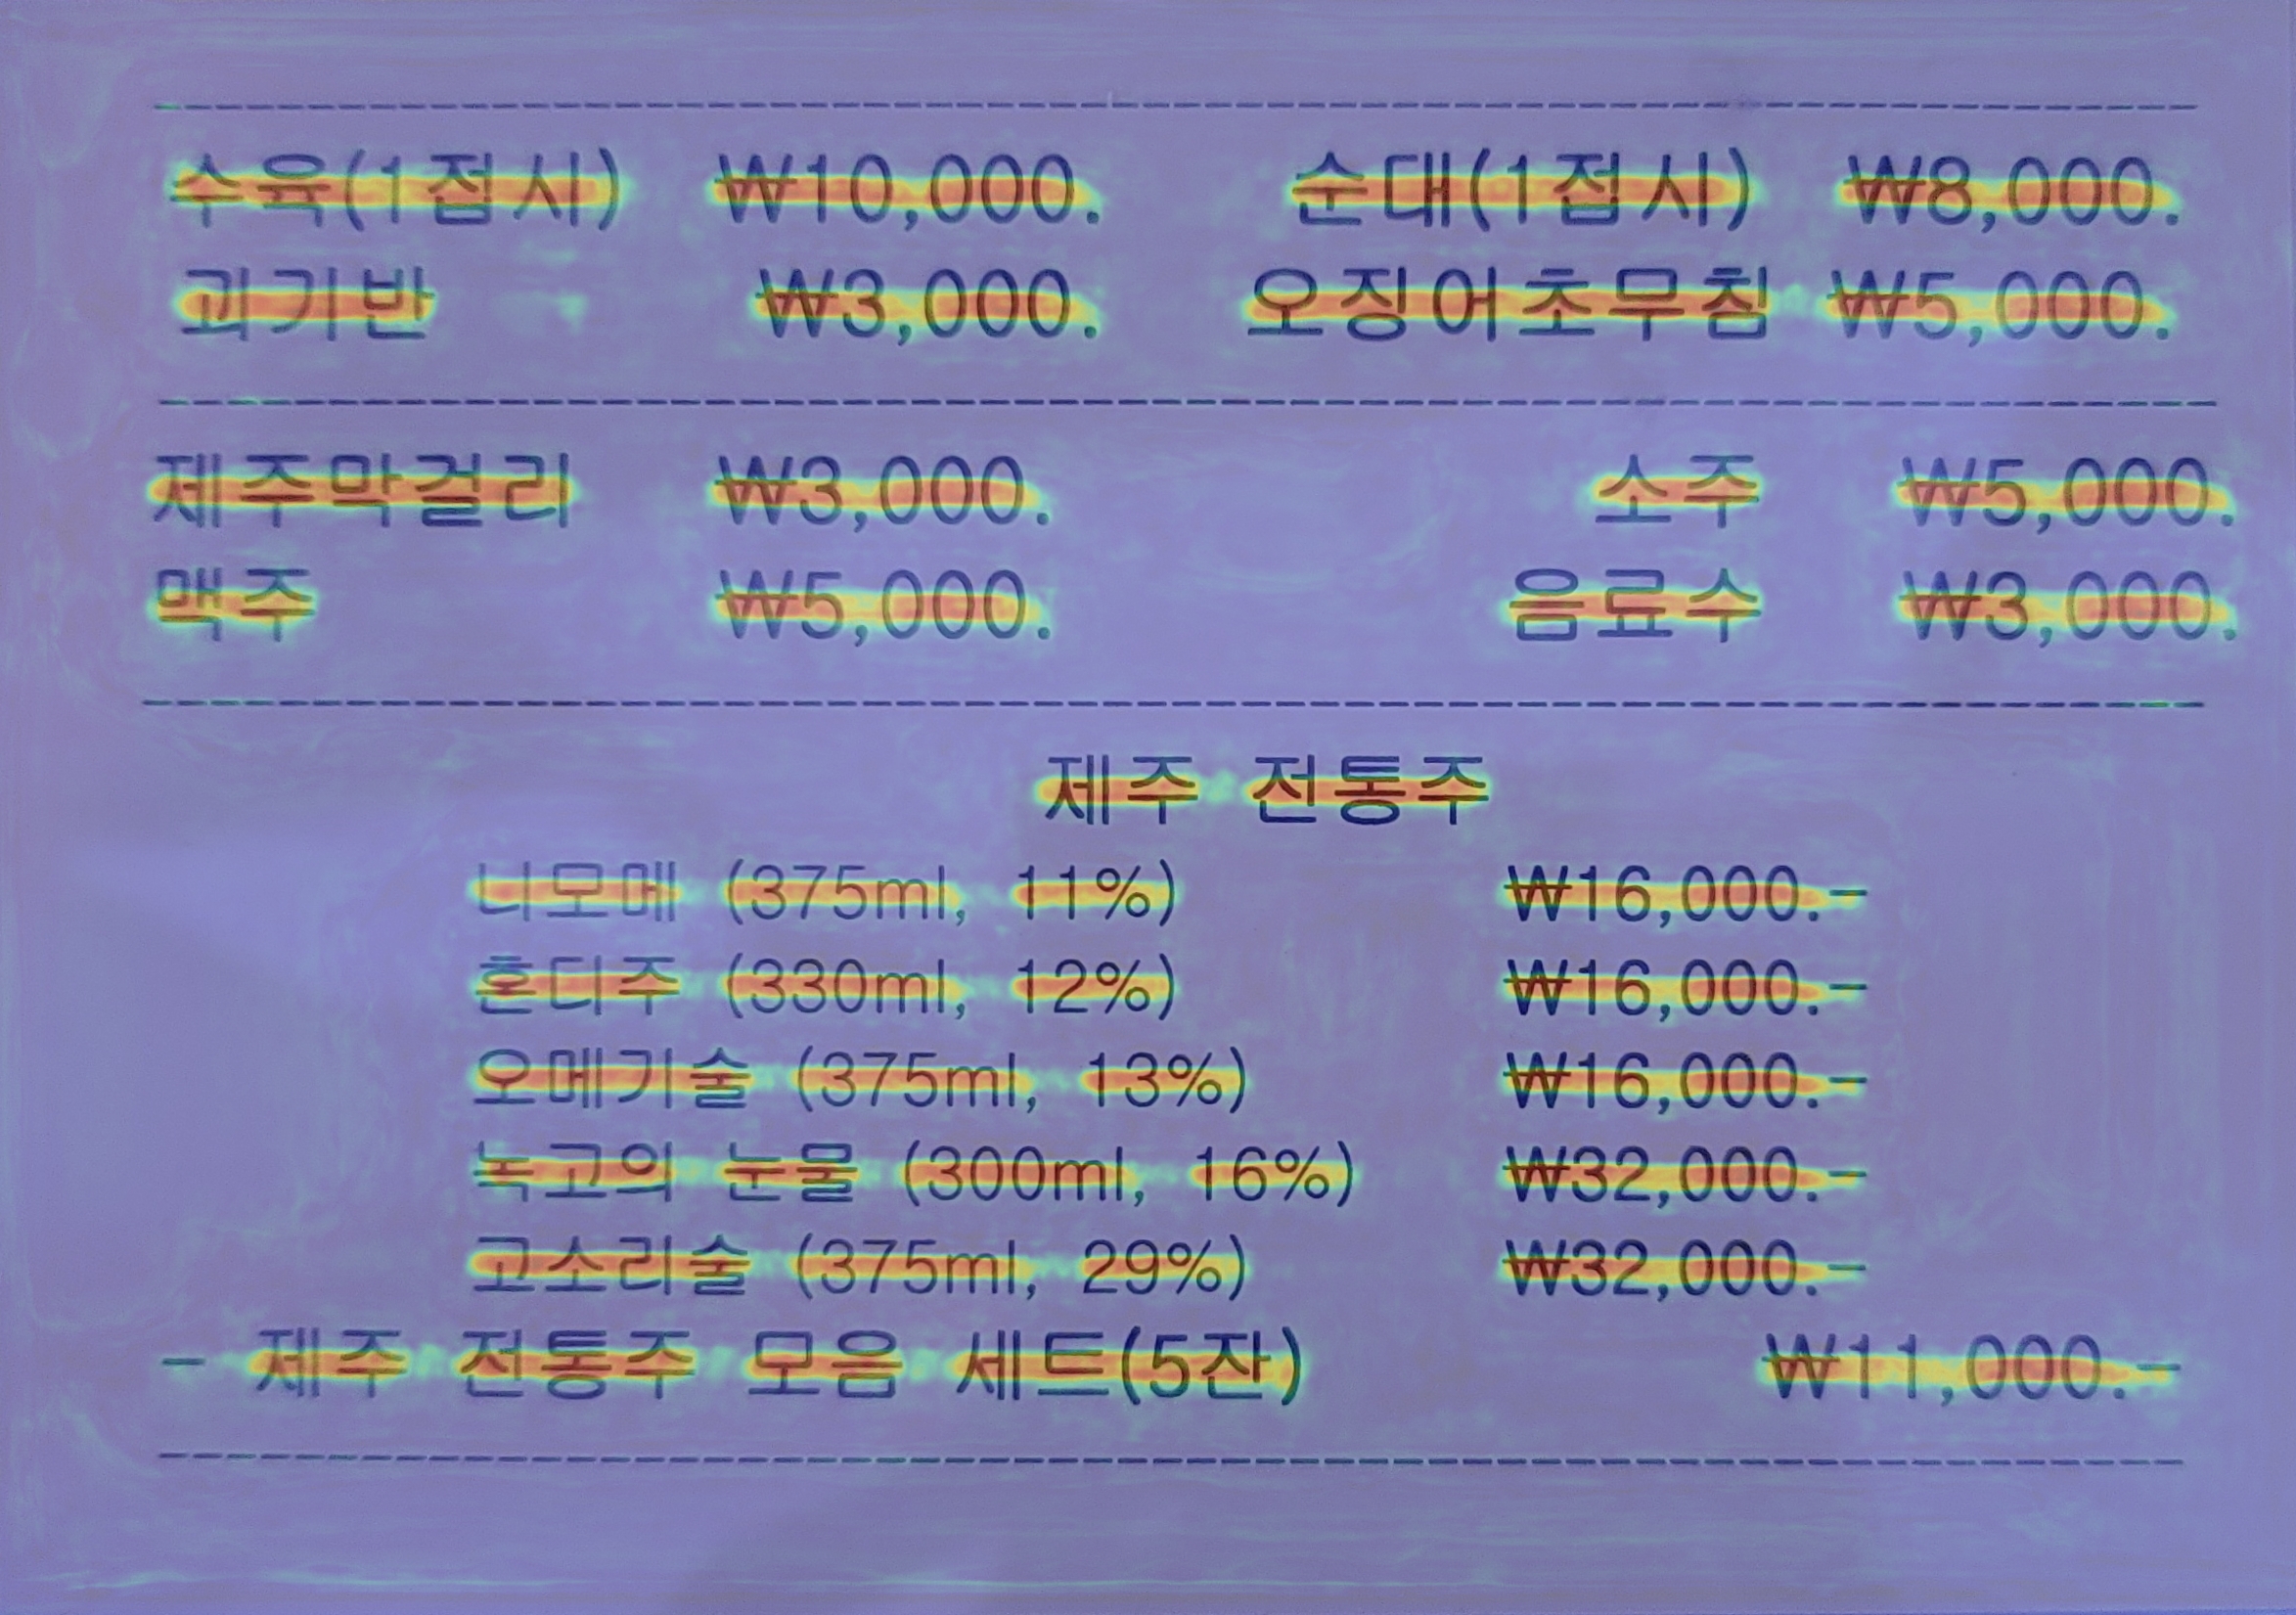 수육(1접시) ₩10,000. 순대(1접시) ₩8,000.
괴기반 ₩3,000. 오징어초무침 ₩5,000.
제주막걸리 ₩3,000. 소주 ₩5,000.
맥주 ₩5,000. 음료수 ₩3,000.
제주 전통주
니모메 (375ml, 11%) ₩16,000.-
혼디주 (330ml, 12%) ₩16,000.-
오메기술 (375ml, 13%) ₩16,000.-
녹고의 눈물 (300ml, 16%) ₩32,000.-
고소리술 (375ml, 29%) ₩32,000.-
- 제주 전통주 모음 세트(5잔) ₩11,000.-